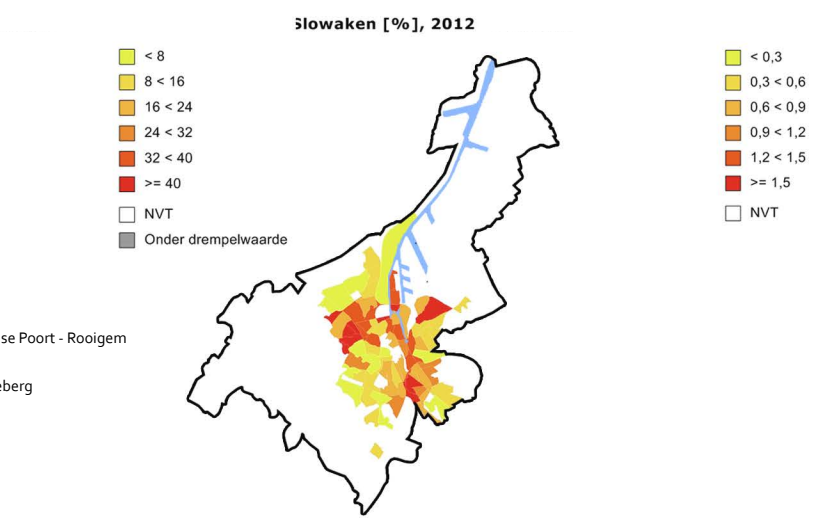 Slowaken [%], 2012
< 8
8 < 16
16 < 24
24 < 32
32 < 40
>= 40
NVT
Onder drempelwaarde
se Poort - Rooigem
eberg
< 0,3
0,3 < 0,6
0,6 < 0,9
0,9 < 1,2
1,2 < 1,5
>= 1,5
NVT